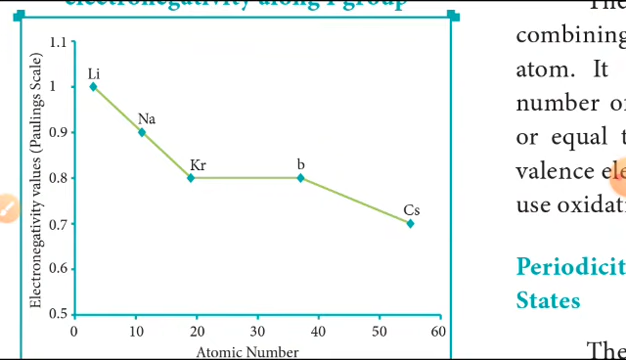 electronegativity along I group
1.1
Li
1
Na
0.9
Kr
b
0.8
Cs
0.7
0.6
0.5
0 10 20 30 40 50 60
Electronegativity values (Paulings Scale)
Atomic Number
The
combining
atom. It
number o
or equal t
valence ele
use oxidati
Periodicit
States
The